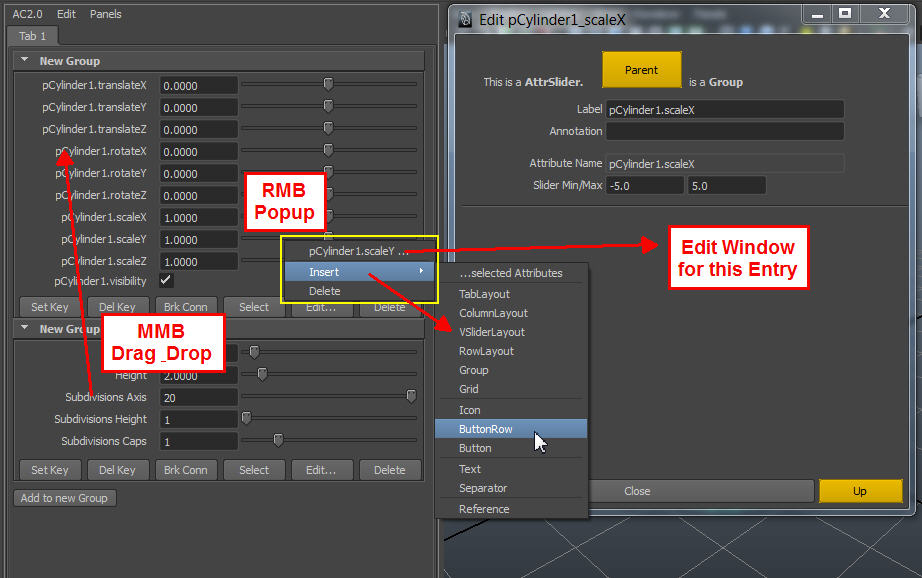 AC2.0 Edit Panels
Tab 1
New Group
pCylinder1.translateX 0.0000
pCylinder1.translateY 0.0000
pCylinder1.translateZ 0.0000
pCylinder1.rotateX 0.0000
pCylinder1.rotateY 0.0000
pCylinder1.rotateZ 0.0000
pCylinder1.scaleX 1.0000
pCylinder1.scaleY 1.0000
pCylinder1.scaleZ 1.0000
pCylinder1.visibility
Set Key Del Key Brk Conn Select Edit... Delete
New Group
Height 2.0000
Subdivisions Axis 20
Subdivisions Height 1
Subdivisions Caps 1
Set Key Del Key Brk Conn Select Edit... Delete
Add to new Group
RMB
Popup
MMB
Drag_Drop
pCylinder1.scaleY ...
Insert
Delete
...selected Attributes
TabLayout
ColumnLayout
VSliderLayout
RowLayout
Group
Grid
Icon
ButtonRow
Button
Text
Separator
Reference
Edit pCylinder1_scaleX
This is a AttrSlider. Parent is a Group
Label pCylinder1.scaleX
Annotation
Attribute Name pCylinder1.scaleX
Slider Min/Max -5.0 5.0
Edit Window
for this Entry
Close Up